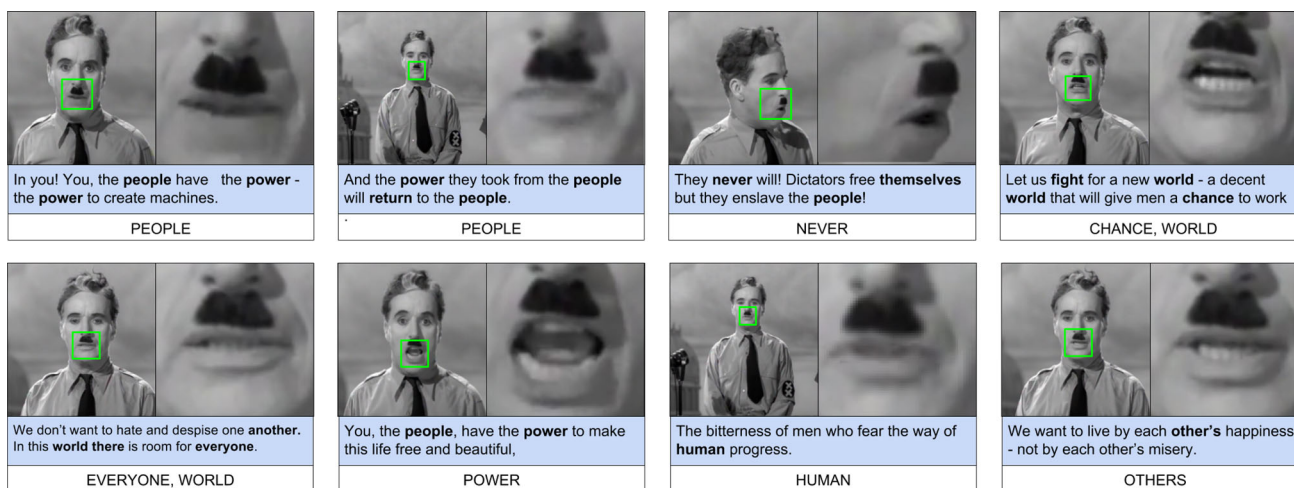 In you! You, the people have the power -
the power to create machines.
PEOPLE
And the power they took from the people
will return to the people.
.
PEOPLE
They never will! Dictators free themselves
but they enslave the people!
NEVER
Let us fight for a new world - a decent
world that will give men a chance to work
CHANCE, WORLD
We don't want to hate and despise one another.
In this world there is room for everyone.
EVERYONE, WORLD
You, the people, have the power to make
this life free and beautiful,
POWER
The bitterness of men who fear the way of
human progress.
HUMAN
We want to live by each other's happiness
- not by each other's misery.
OTHERS